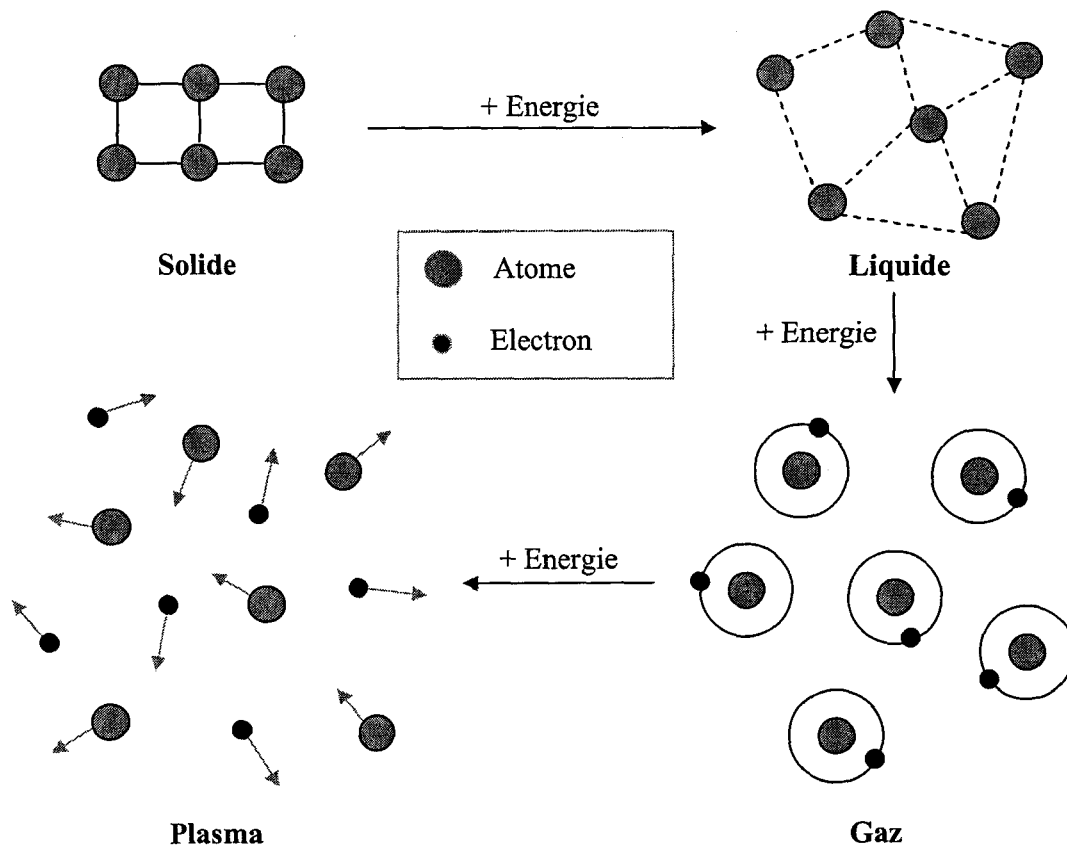 + Energie
Solide
Liquide
Atome
Electron
+ Energie
+ Energie
Plasma
Gaz